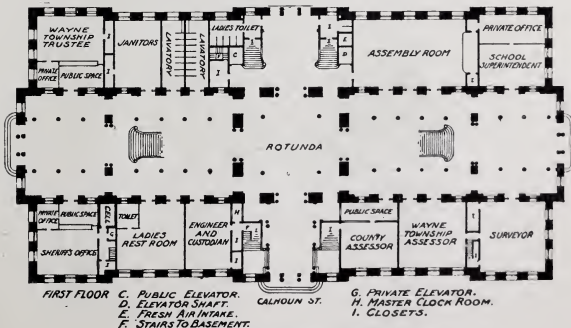 WAYNE
TOWNSHIP
TRUSTEE
PRIVATE
OFFICE
PUBLIC SPACE
JANITORS
LAVATORY
LAVATORY
LADIES TOILET
F
C
I
I
I
E
D
I
ASSEMBLY ROOM
PRIVATE OFFICE
SCHOOL
SUPERINTENDENT
I
ROTUNDA
PRIVATE
OFFICE
PUBLIC SPACE
SHERIFFS OFFICE
CELL
TOILET
LADIES
REST ROOM
ENGINEER
AND
CUSTODIAN
H
I
I
F
PUBLIC SPACE
COUNTY
ASSESSOR
WAYNE
TOWNSHIP
ASSESSOR
SURVEYOR
FIRST FLOOR
C. PUBLIC ELEVATOR.
D. ELEVATOR SHAFT.
E. FRESH AIR INTAKE.
F. STAIRS TO BASEMENT.
CALHOUN ST.
G. PRIVATE ELEVATOR.
H. MASTER CLOCK ROOM.
I. CLOSETS.